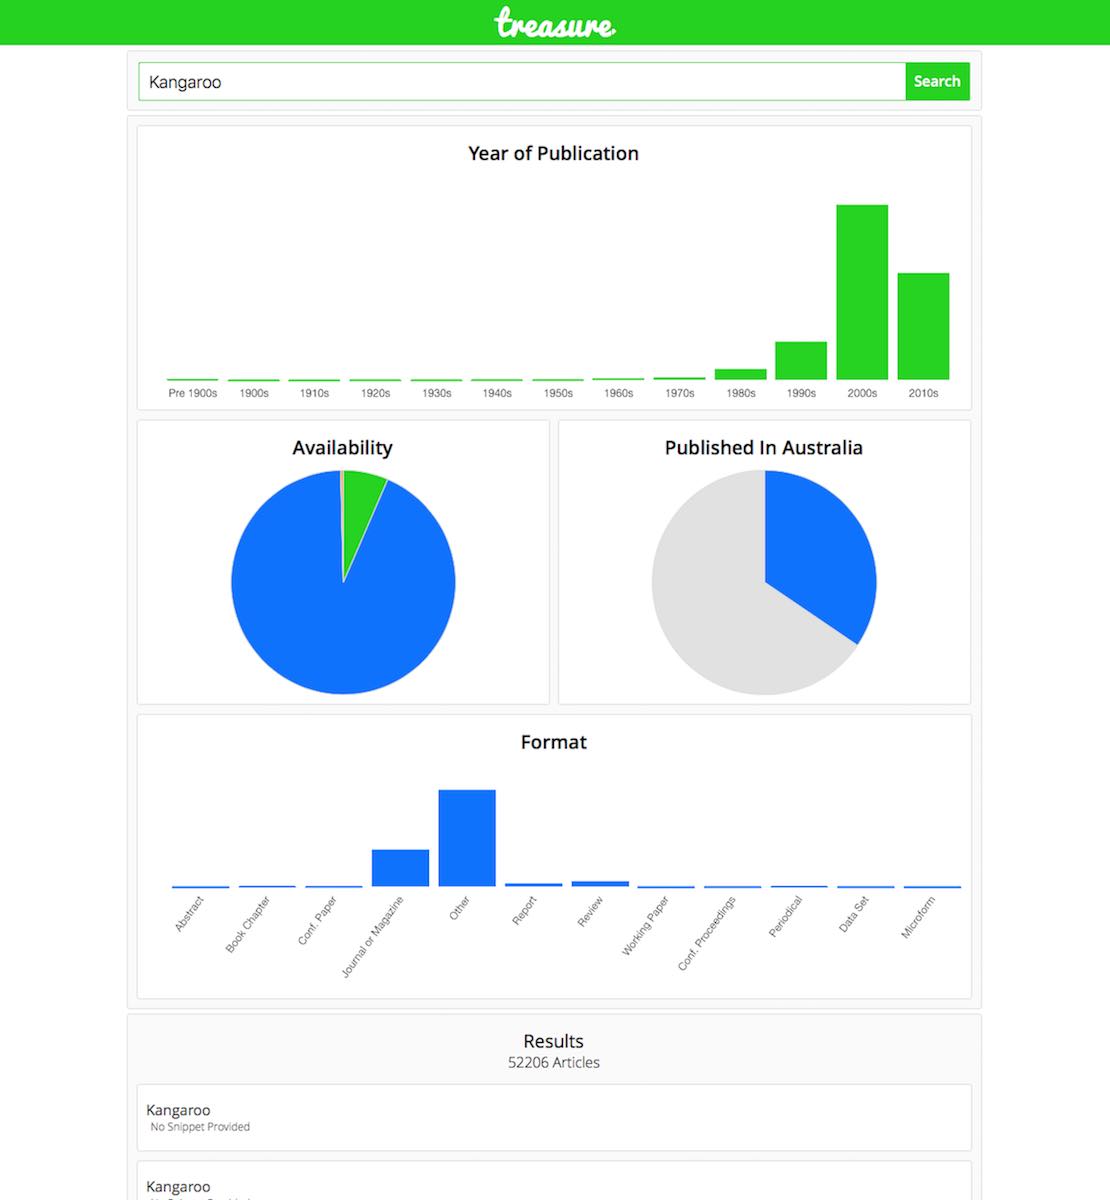 treasure.
Kangaroo
Search
Year of Publication
Pre 1900s 1900s 1910s 1920s 1930s 1940s 1950s 1960s 1970s 1980s 1990s 2000s 2010s
Availability
Published In Australia
Format
Abstract Book Chapter Conf. Paper Journal or Magazine Other Report Review Working Paper Conf. Proceedings Periodical Data Set Microform
Results
52206 Articles
Kangaroo
No Snippet Provided
Kangaroo